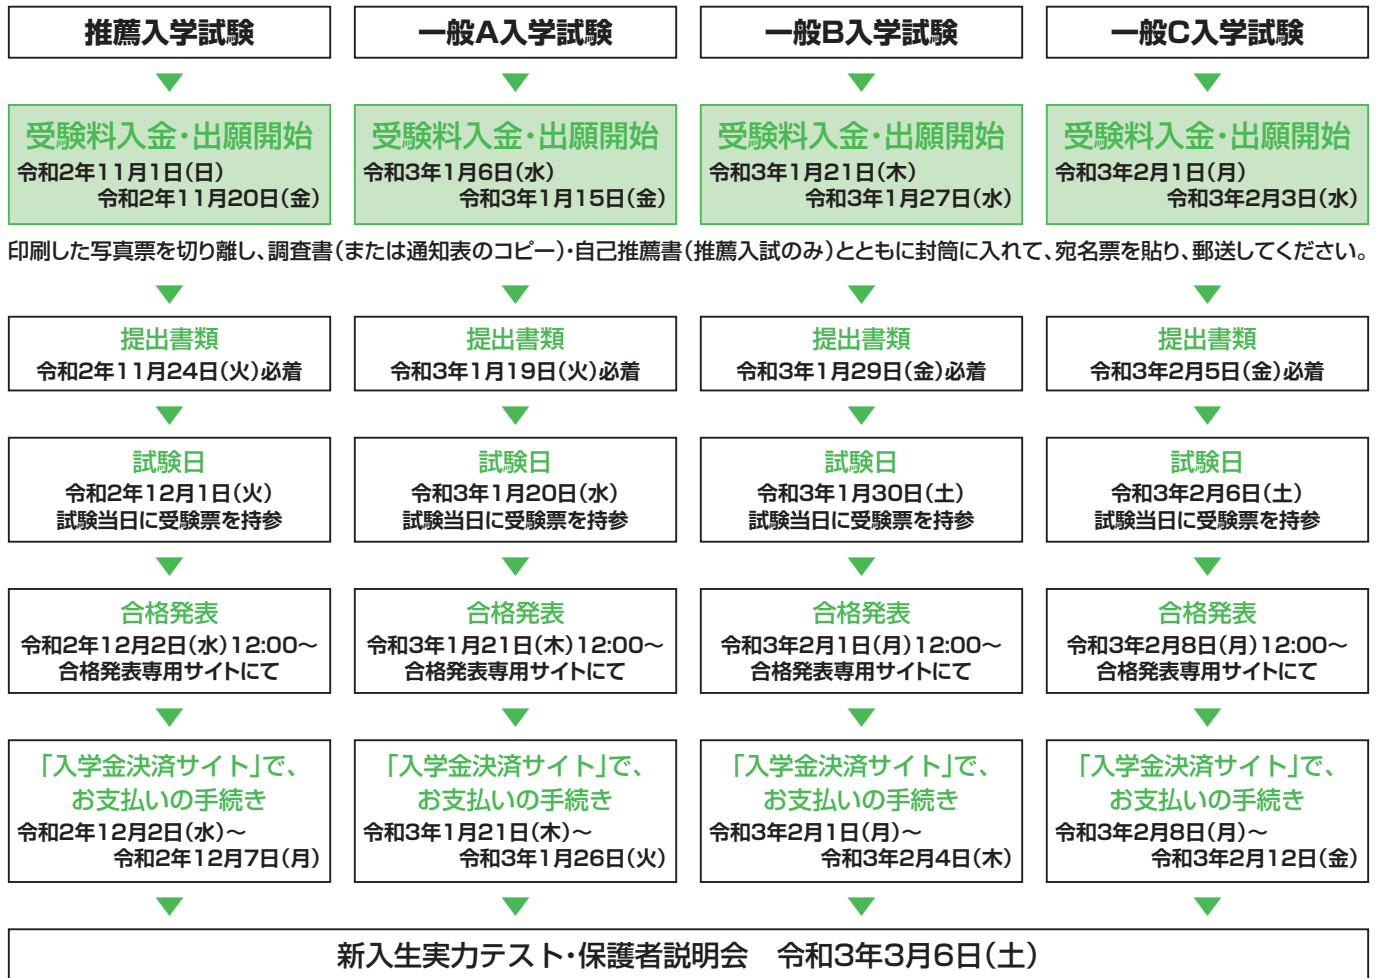 推薦入学試験
一般A入学試験
一般B入学試験
一般C入学試験
受験料入金・出願開始
令和2年11月1日(日)
令和2年11月20日(金)
受験料入金・出願開始
令和3年1月6日(水)
令和3年1月15日(金)
受験料入金・出願開始
令和3年1月21日(木)
令和3年1月27日(水)
受験料入金・出願開始
令和3年2月1日(月)
令和3年2月3日(水)
印刷した写真票を切り離し、調査書(または通知表のコピー)・自己推薦書(推薦入試のみ)とともに封筒に入れて、宛名票を貼り、郵送してください。
提出書類
令和2年11月24日(火)必着
提出書類
令和3年1月19日(火)必着
提出書類
令和3年1月29日(金)必着
提出書類
令和3年2月5日(金)必着
試験日
令和2年12月1日(火)
試験当日に受験票を持参
試験日
令和3年1月20日(水)
試験当日に受験票を持参
試験日
令和3年1月30日(土)
試験当日に受験票を持参
試験日
令和3年2月6日(土)
試験当日に受験票を持参
合格発表
令和2年12月2日(水)12:00〜
合格発表専用サイトにて
合格発表
令和3年1月21日(木)12:00〜
合格発表専用サイトにて
合格発表
令和3年2月1日(月)12:00〜
合格発表専用サイトにて
合格発表
令和3年2月8日(月)12:00〜
合格発表専用サイトにて
「入学金決済サイト」で、
お支払いの手続き
令和2年12月2日(水)〜
令和2年12月7日(月)
「入学金決済サイト」で、
お支払いの手続き
令和3年1月21日(木)〜
令和3年1月26日(火)
「入学金決済サイト」で、
お支払いの手続き
令和3年2月1日(月)〜
令和3年2月4日(木)
「入学金決済サイト」で、
お支払いの手続き
令和3年2月8日(月)〜
令和3年2月12日(金)
新入生実力テスト・保護者説明会　令和3年3月6日(土)